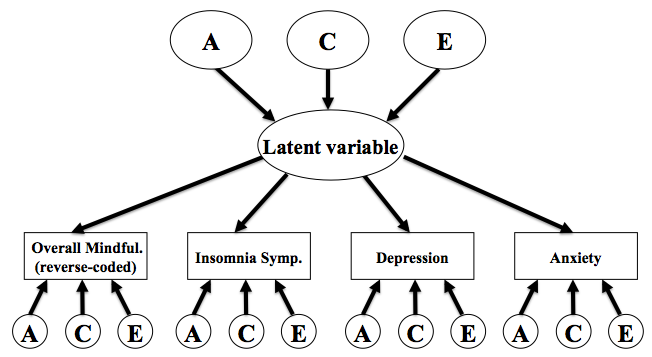 A C E
Latent variable
Overall Mindful.
(reverse-coded)
Insomnia Symp.
Depression
Anxiety
A C E A C E A C E A C E